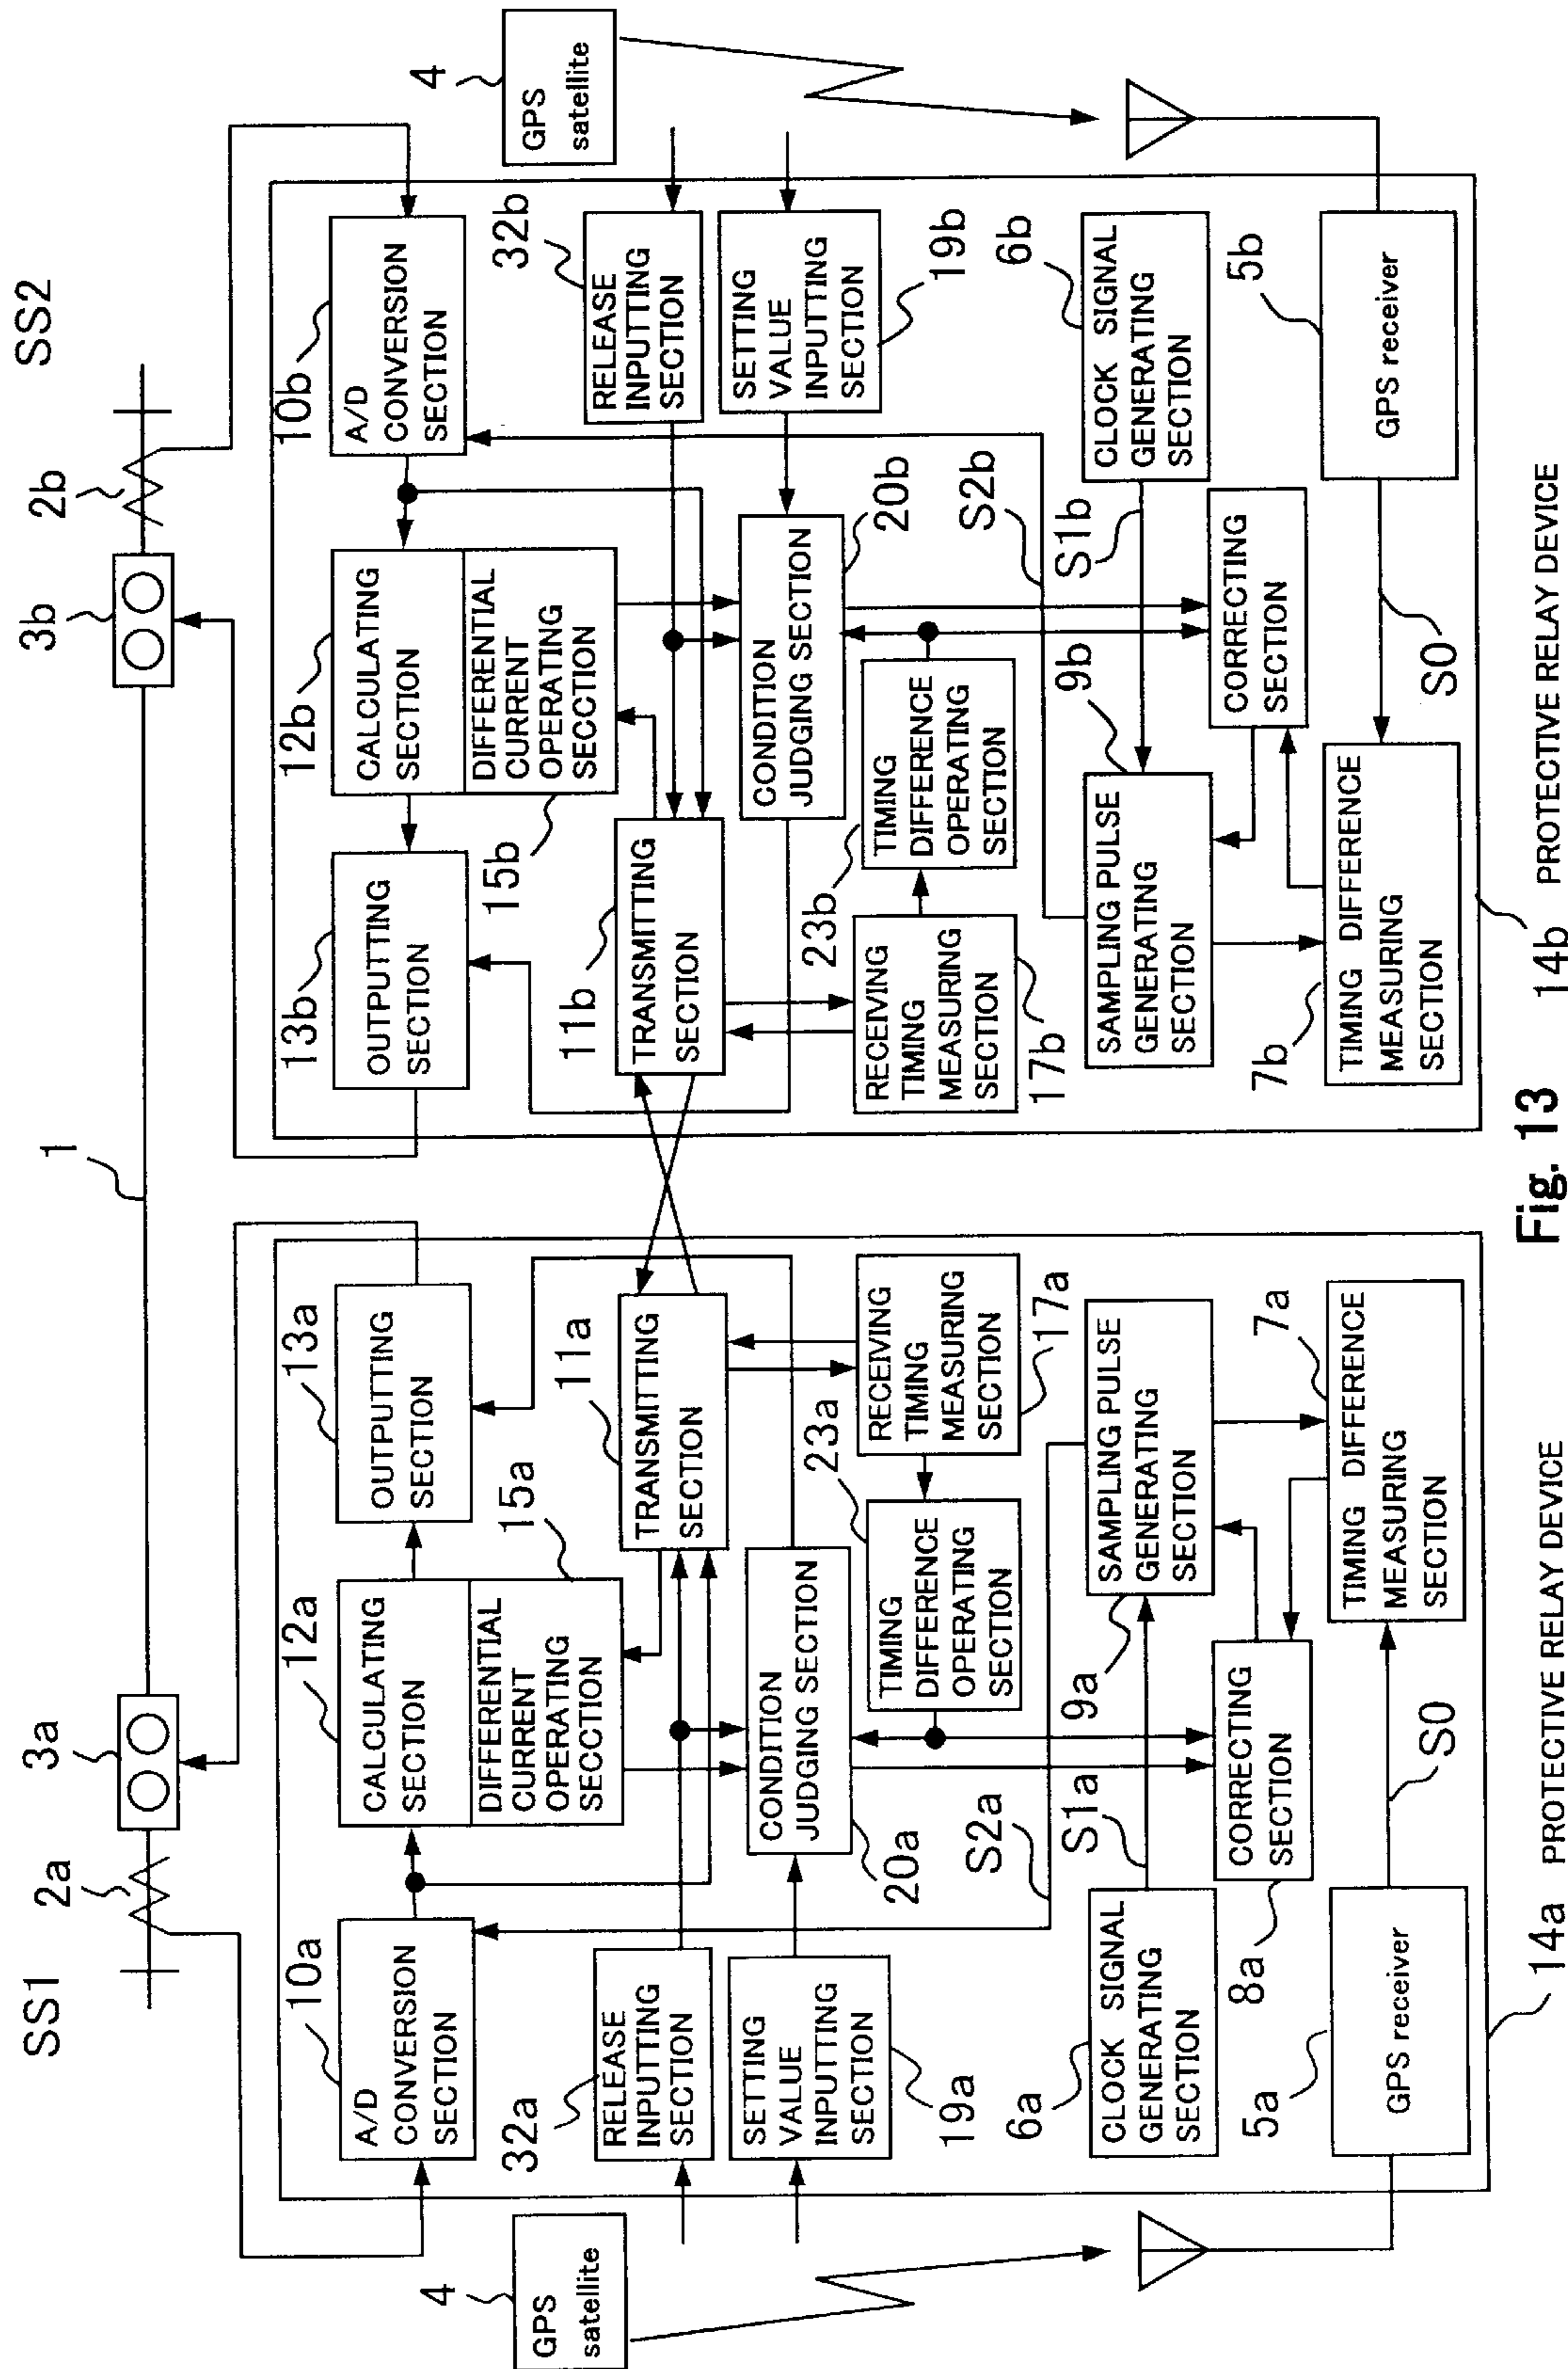 SS1
SS2
2a
3a
1
3b
2b
4
GPS
satellite
10a
A/D
CONVERSION
SECTION
12a
CALCULATING
SECTION
DIFFERENTIAL
CURRENT
OPERATING
SECCTION
15a
13a
OUTPUTTING
SECTION
32a
RELEASE
INPUTTING
SECTION
11a
TRANSMITTING
SECTION
SETTING
VALUE
INPUTTING
SECTION
19a
CONDITION
JUDGING SECTION
20a
23a
TIMING
DIFFERENCE
OPERATING
SECTION
RECEIVING
TIMING
MEASURING
SECTION
17a
S2a
S1a
6a
CLOCK SIGNAL
GENERATING
SECTION
9a
SAMPLING PULSE
GENERATING
SECTION
8a
CORRECTING
SECTION
7a
TIMING DIFFERENCE
MEASURING
SECTION
5a
GPS receiver
S0
14a PROTECTIVE RELAY DEVICE
13b
OUTPUTTING
SECTION
12b
CALCULATING
SECTION
DIFFERENTIAL
CURRENT
OPERATING
SECCTION
15b
10b
A/D
CONVERSION
SECTION
4
GPS
satellite
11b
TRANSMITTING
SECTION
32b
RELEASE
INPUTTING
SECTION
CONDITION
JUDGING SECTION
20b
SETTING
VALUE
INPUTTING
SECTION
19b
RECEIVING
TIMING
MEASURING
SECTION
17b
23b
TIMING
DIFFERENCE
OPERATING
SECTION
S2b
S1b
9b
SAMPLING PULSE
GENERATING
SECTION
6b
CLOCK SIGNAL
GENERATING
SECTION
CORRECTING
SECTION
7b
TIMING DIFFERENCE
MEASURING
SECTION
S0
5b
GPS receiver
14b PROTECTIVE RELAY DEVICE
Fig. 13